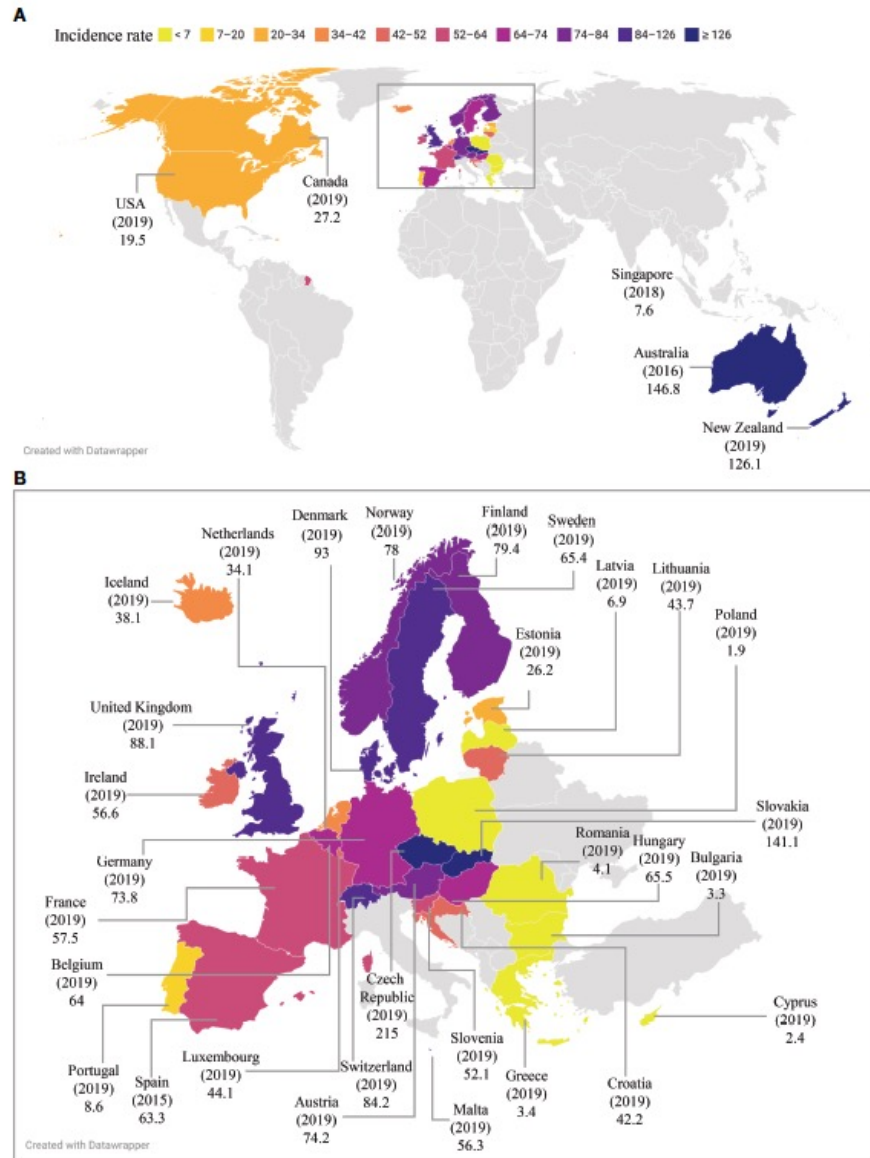 A
Incidence rate < 7 7–20 20–34 34–42 42–52 52–64 64–74 74–84 84–126 ≥ 126
Canada
(2019)
27.2
USA
(2019)
19.5
Singapore
(2018)
7.6
Australia
(2016)
146.8
New Zealand
(2019)
126.1
Created with Datawrapper
B
Netherlands
(2019)
34.1
Denmark
(2019)
93
Norway
(2019)
78
Finland
(2019)
79.4
Sweden
(2019)
65.4
Latvia
(2019)
6.9
Lithuania
(2019)
43.7
Iceland
(2019)
38.1
Estonia
(2019)
26.2
Poland
(2019)
1.9
United Kingdom
(2019)
88.1
Ireland
(2019)
56.6
Slovakia
(2019)
141.1
Romania
(2019)
4.1
Hungary
(2019)
65.5
Bulgaria
(2019)
3.3
Germany
(2019)
73.8
France
(2019)
57.5
Belgium
(2019)
64
Czech
Republic
(2019)
215
Cyprus
(2019)
2.4
Portugal
(2019)
8.6
Spain
(2015)
63.3
Luxembourg
(2019)
44.1
Switzerland
(2019)
84.2
Austria
(2019)
74.2
Slovenia
(2019)
52.1
Malta
(2019)
56.3
Greece
(2019)
3.4
Croatia
(2019)
42.2
Created with Datawrapper